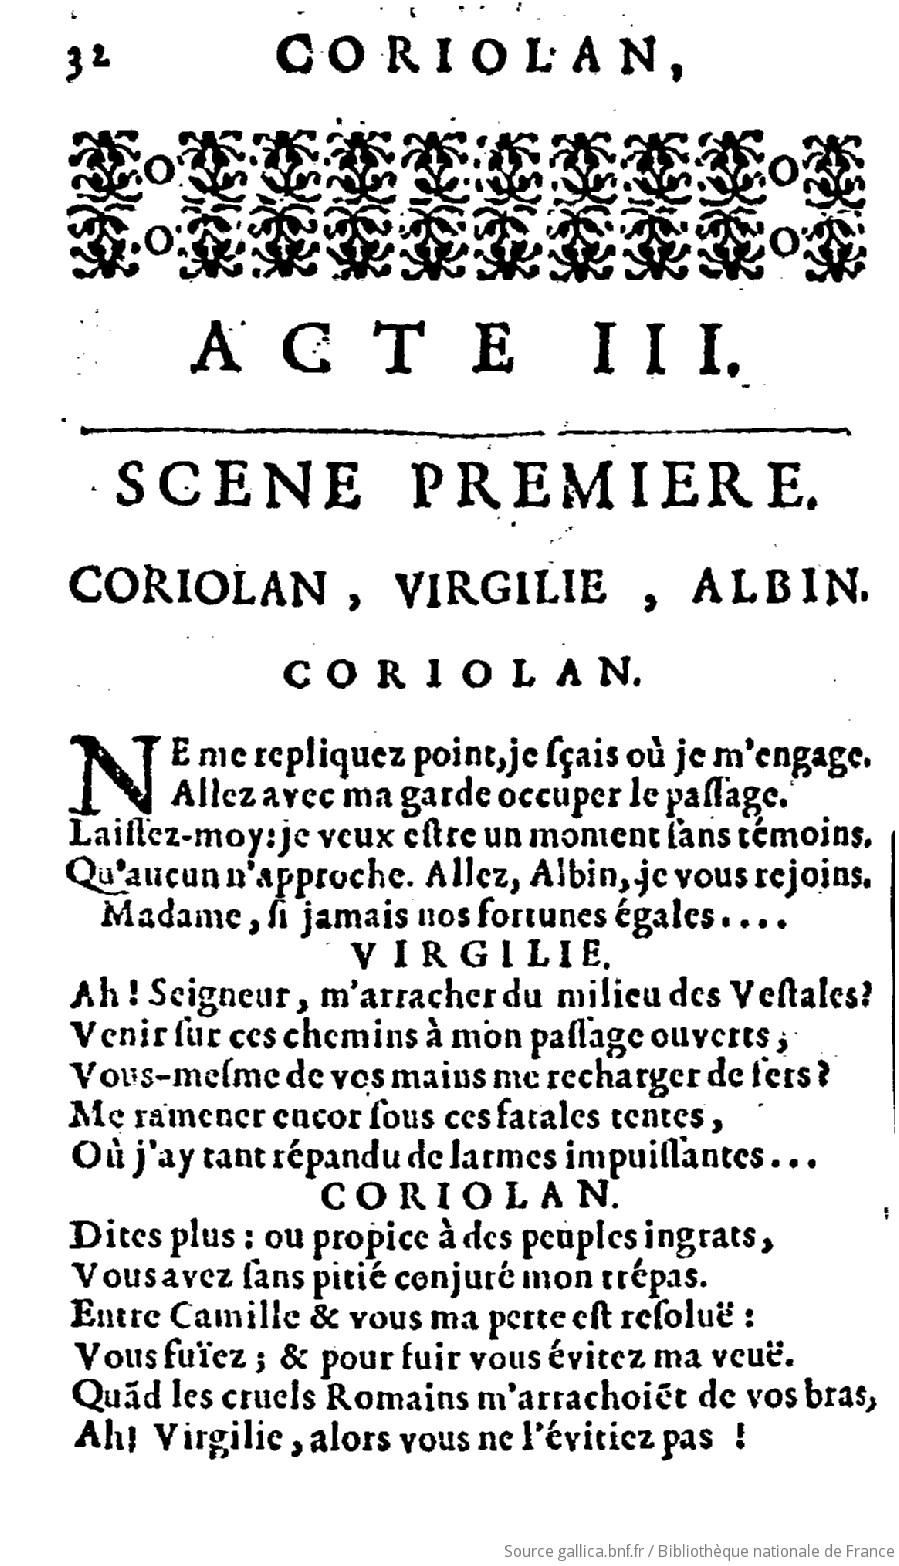 32 CORIOLAN,
ACTE III.
SCENE PREMIERE.
CORIOLAN, VIRGILIE, ALBIN.
CORIOLAN.
NE me repliquez point, je ſçais où je m'engage.
Allez avec ma garde occuper le paſſage.
Laiſſez-moy: je veux eſtre un moment ſans témoins.
Qu'aucun n'approche. Allez, Albin, je vous rejoins.
Madame, ſi jamais nos fortunes égales....
VIRGILIE.
Ah! Seigneur, m'arracher du milieu des Veſtales?
Venir ſur ces chemins à mon paſſage ouverts;
Vous-meſme de vos mains me recharger de fers?
Me ramener encor ſous ces fatales tentes,
Où j'ay tant répandu de larmes impuiſſantes...
CORIOLAN.
Dites plus: ou propice à des peuples ingrats,
Vous avez ſans pitié conjuré mon trépas.
Entre Camille & vous ma perte eſt reſoluë:
Vous fuïez; & pour fuir vous évitez ma veuë.
Quãd les cruels Romains m'arrachoiẽt de vos bras,
Ah! Virgilie, alors vous ne l'évitiez pas!
Source gallica.bnf.fr / Bibliothèque nationale de France